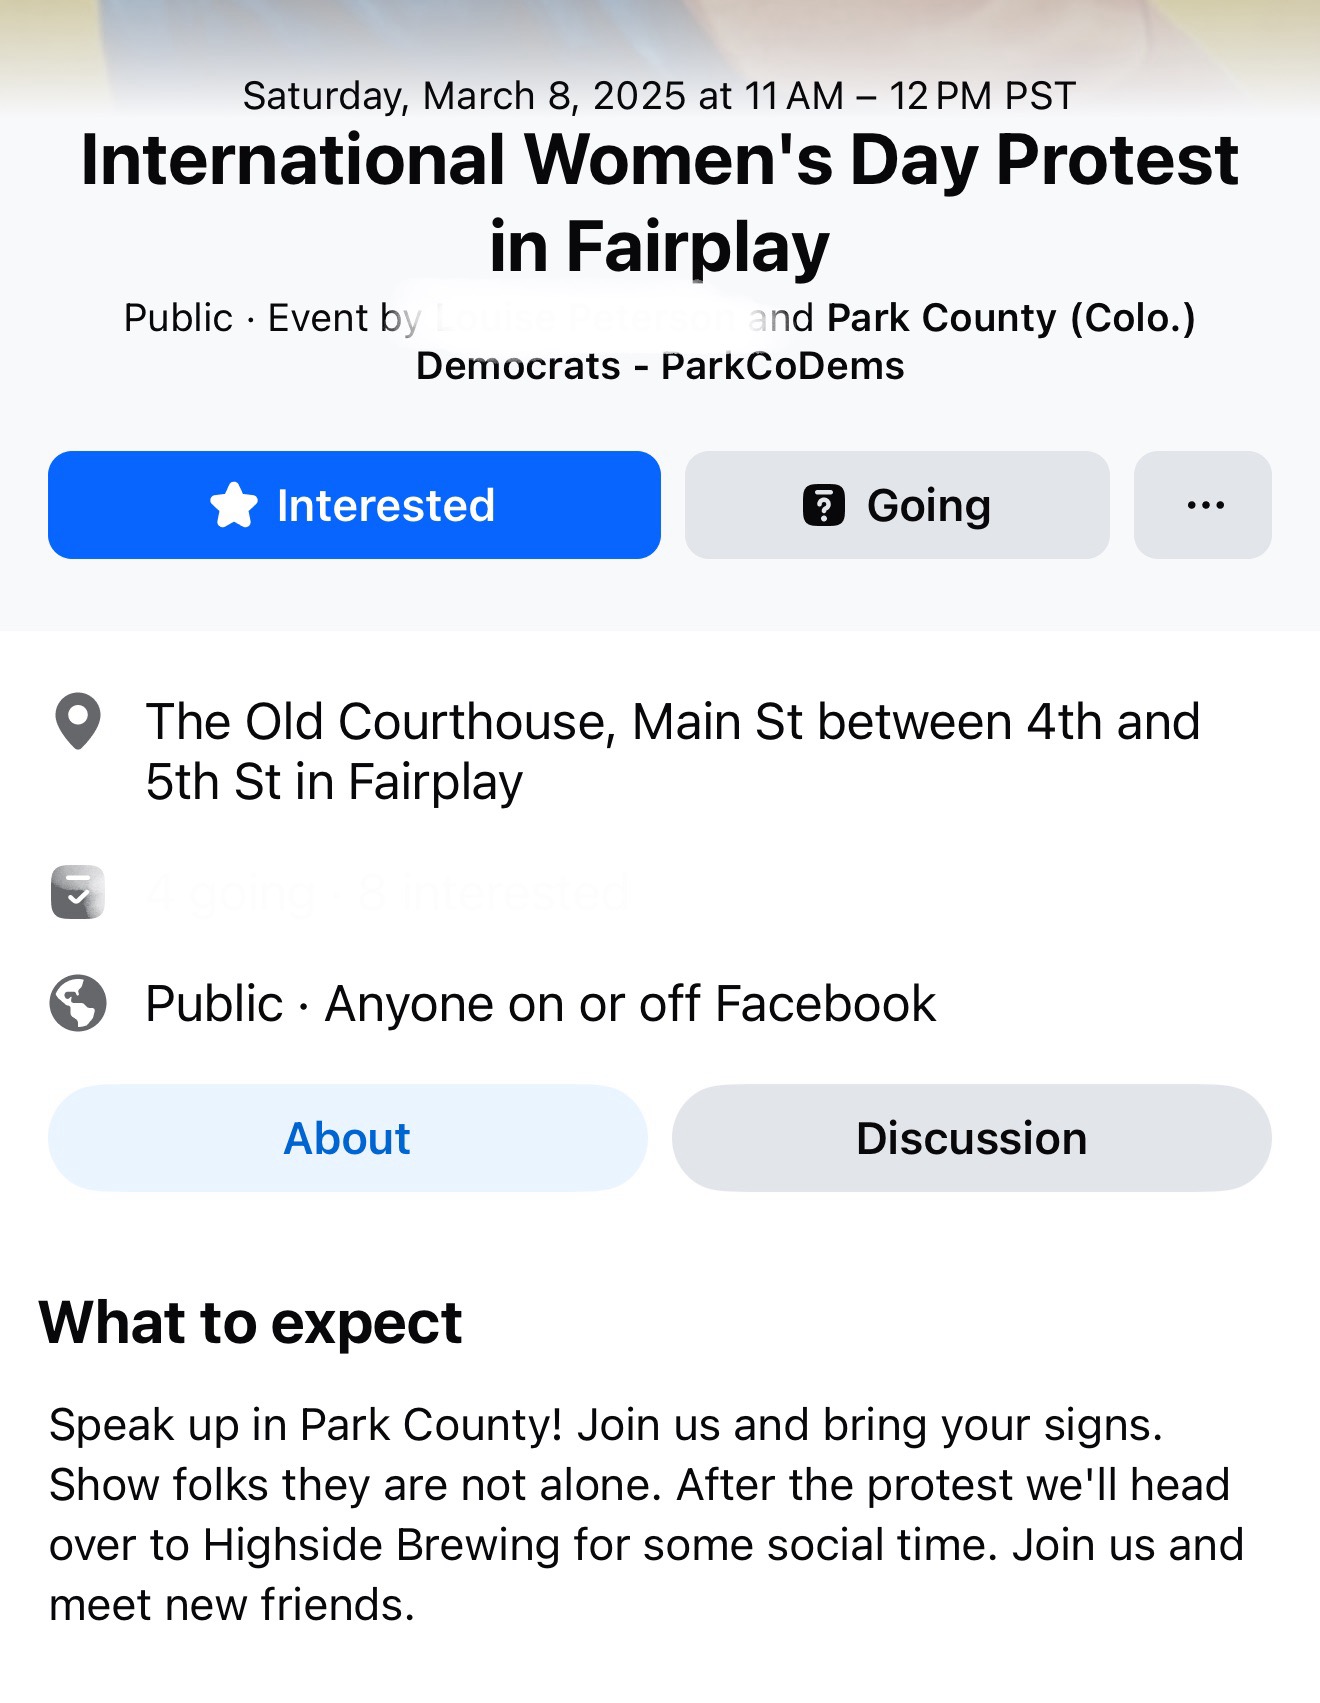 Saturday, March 8, 2025 at 11 AM – 12 PM PST
International Women's Day Protest
in Fairplay
Public · Event by and Park County (Colo.)
Democrats - ParkCoDems
Interested
Going
The Old Courthouse, Main St between 4th and
5th St in Fairplay
Public · Anyone on or off Facebook
About
Discussion
What to expect
Speak up in Park County! Join us and bring your signs.
Show folks they are not alone. After the protest we'll head
over to Highside Brewing for some social time. Join us and
meet new friends.